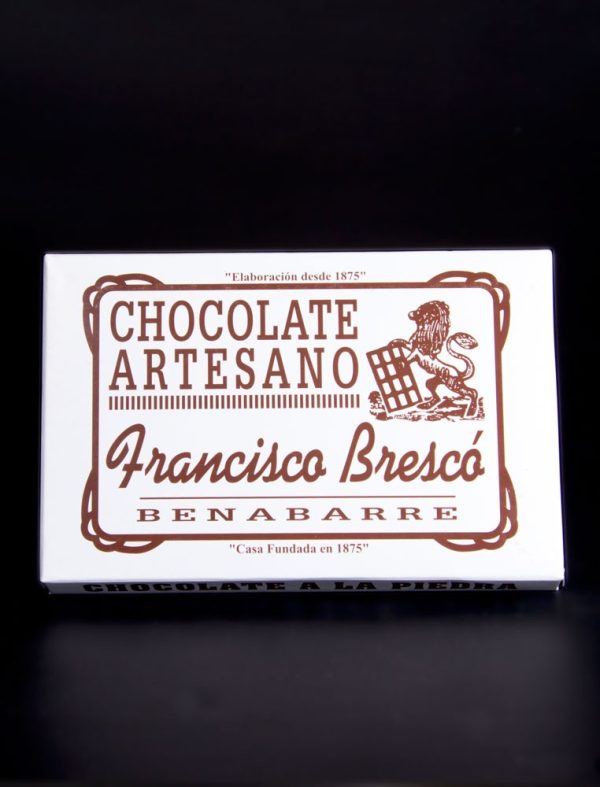 "Elaboración desde 1875"
CHOCOLATE
ARTESANO
Francisco Brescó
BENABARRE
"Casa Fundada en 1875"
CHOCOLATE A LA PIEDRA